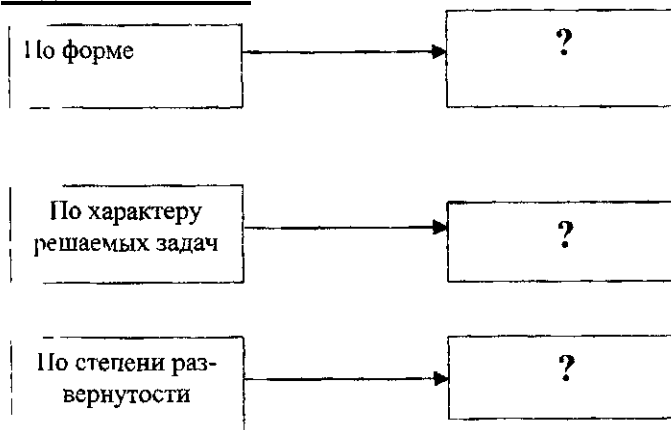 По форме
?
По характеру
решаемых задач
?
По степени раз-
вернутости
?